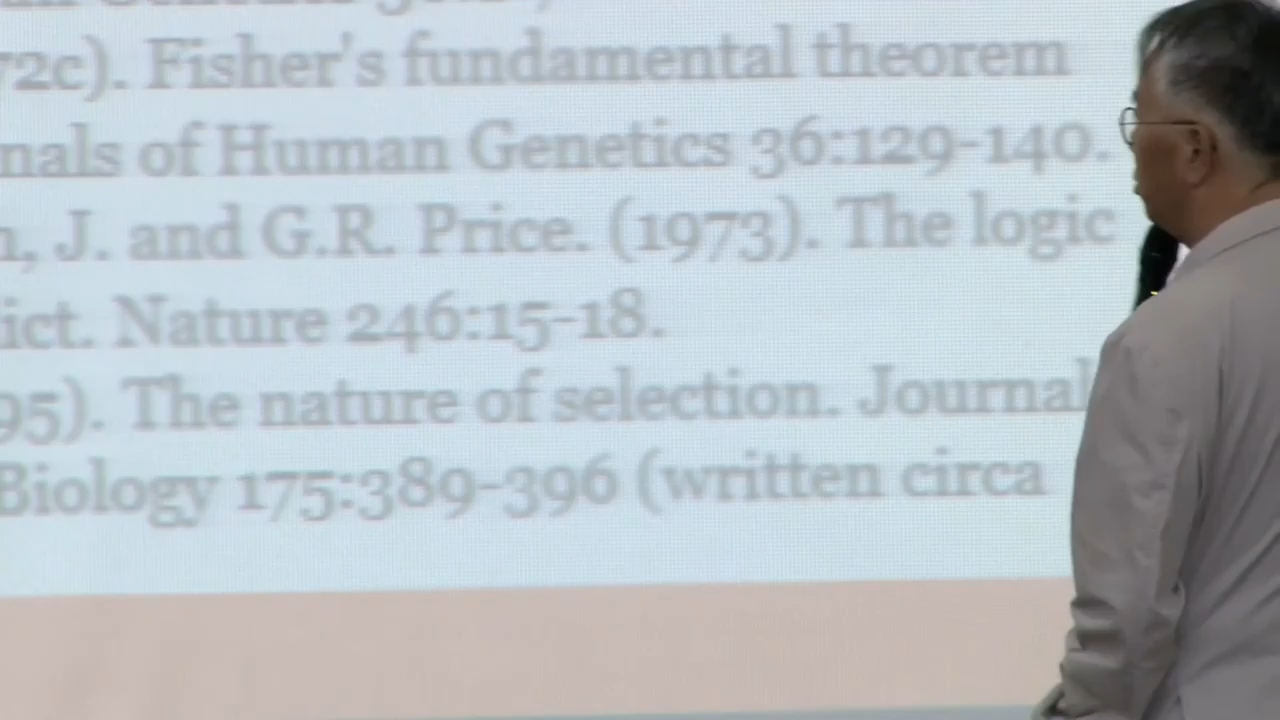 72c). Fisher's fundamental theorem
nals of Human Genetics 36:129-140.
n, J. and G.R. Price. (1973). The logic
ict. Nature 246:15-18.
95). The nature of selection. Journal
Biology 175:389-396 (written circa